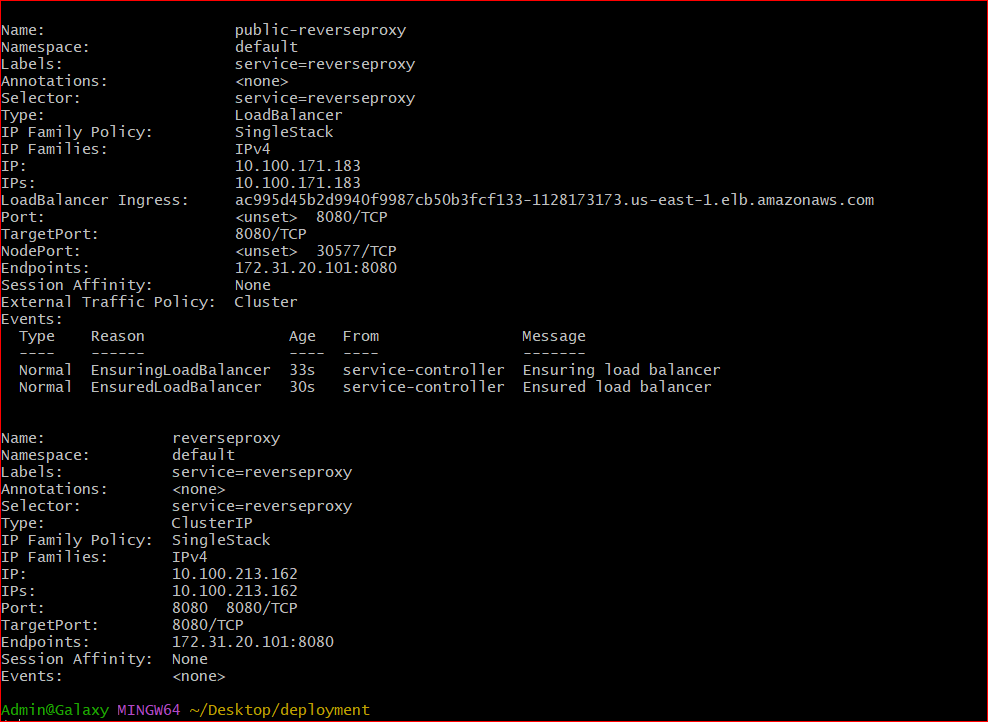 Name:                     public-reverseproxy
Namespace:                default
Labels:                   service=reverseproxy
Annotations:              <none>
Selector:                 service=reverseproxy
Type:                     LoadBalancer
IP Family Policy:         SingleStack
IP Families:              IPv4
IP:                       10.100.171.183
IPs:                      10.100.171.183
LoadBalancer Ingress:     ac995d45b2d9940f9987cb50b3fcf133-1128173173.us-east-1.elb.amazonaws.com
Port:                     <unset>  8080/TCP
TargetPort:               8080/TCP
NodePort:                 <unset>  30577/TCP
Endpoints:                172.31.20.101:8080
Session Affinity:         None
External Traffic Policy:  Cluster
Events:
  Type    Reason                Age   From                Message
  ----    ------                ----  ----                -------
  Normal  EnsuringLoadBalancer  33s   service-controller  Ensuring load balancer
  Normal  EnsuredLoadBalancer   30s   service-controller  Ensured load balancer
Name:              reverseproxy
Namespace:         default
Labels:            service=reverseproxy
Annotations:       <none>
Selector:          service=reverseproxy
Type:              ClusterIP
IP Family Policy:  SingleStack
IP Families:       IPv4
IP:                10.100.213.162
IPs:               10.100.213.162
Port:              8080  8080/TCP
TargetPort:        8080/TCP
Endpoints:         172.31.20.101:8080
Session Affinity:  None
Events:            <none>
Admin@Galaxy MINGW64 ~/Desktop/deployment